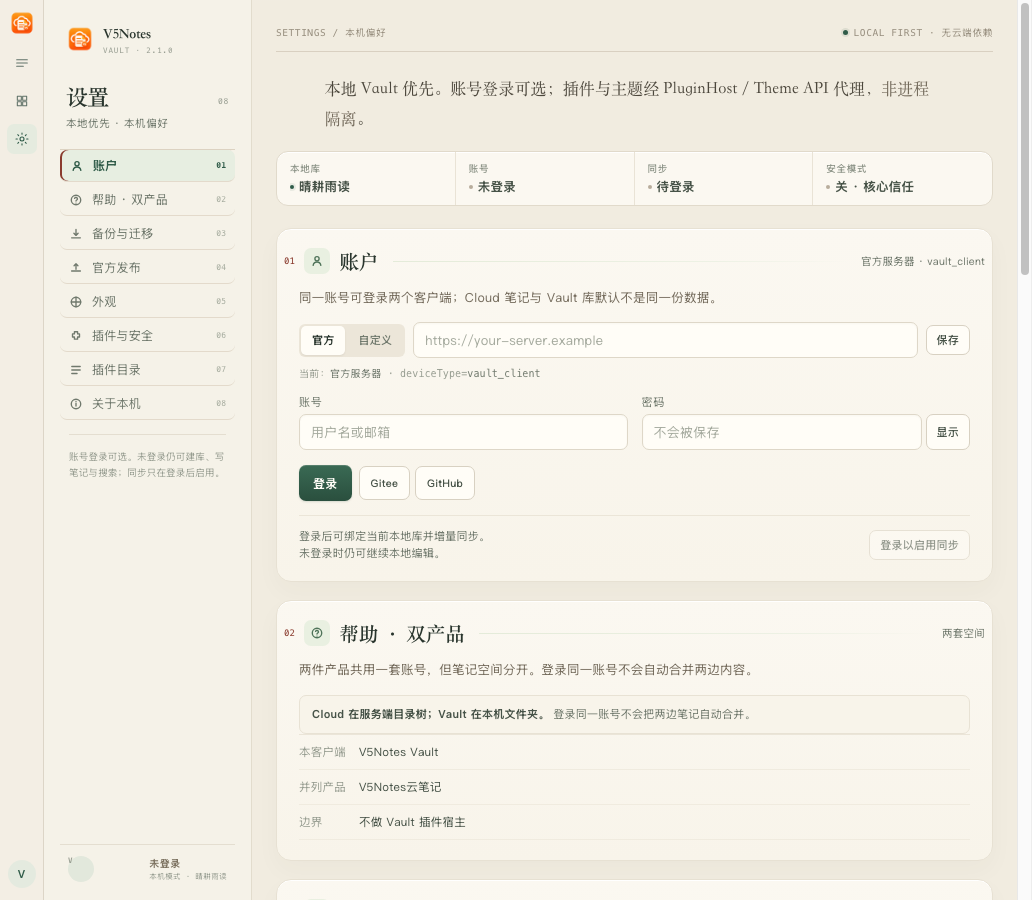 V5Notes
VAULT · 2.1.0
设置
08
本地优先 · 本机偏好
账户 01
帮助 · 双产品 02
备份与迁移 03
官方发布 04
外观 05
插件与安全 06
插件目录 07
关于本机 08
账号登录可选。未登录仍可建库、写
笔记与搜索；同步只在登录后启用。
V
未登录
本机模式 · 晴耕雨读
V
SETTINGS / 本机偏好
LOCAL FIRST · 无云端依赖
本地 Vault 优先。账号登录可选；插件与主题经 PluginHost / Theme API 代理，非进程
隔离。
本地库
晴耕雨读
账号
未登录
同步
待登录
安全模式
关 · 核心信任
01 账户 官方服务器 · vault_client
同一账号可登录两个客户端；Cloud 笔记与 Vault 库默认不是同一份数据。
官方 自定义 https://your-server.example 保存
当前：官方服务器 · deviceType=vault_client
账号 密码
用户名或邮箱 不会被保存 显示
登录 Gitee GitHub
登录后可绑定当前本地库并增量同步。
未登录时仍可继续本地编辑。
登录以启用同步
02 帮助 · 双产品 两套空间
两件产品共用一套账号，但笔记空间分开。登录同一账号不会自动合并两边内容。
Cloud 在服务端目录树；Vault 在本机文件夹。 登录同一账号不会把两边笔记自动合并。
本客户端 V5Notes Vault
并列产品 V5Notes云笔记
边界 不做 Vault 插件宿主